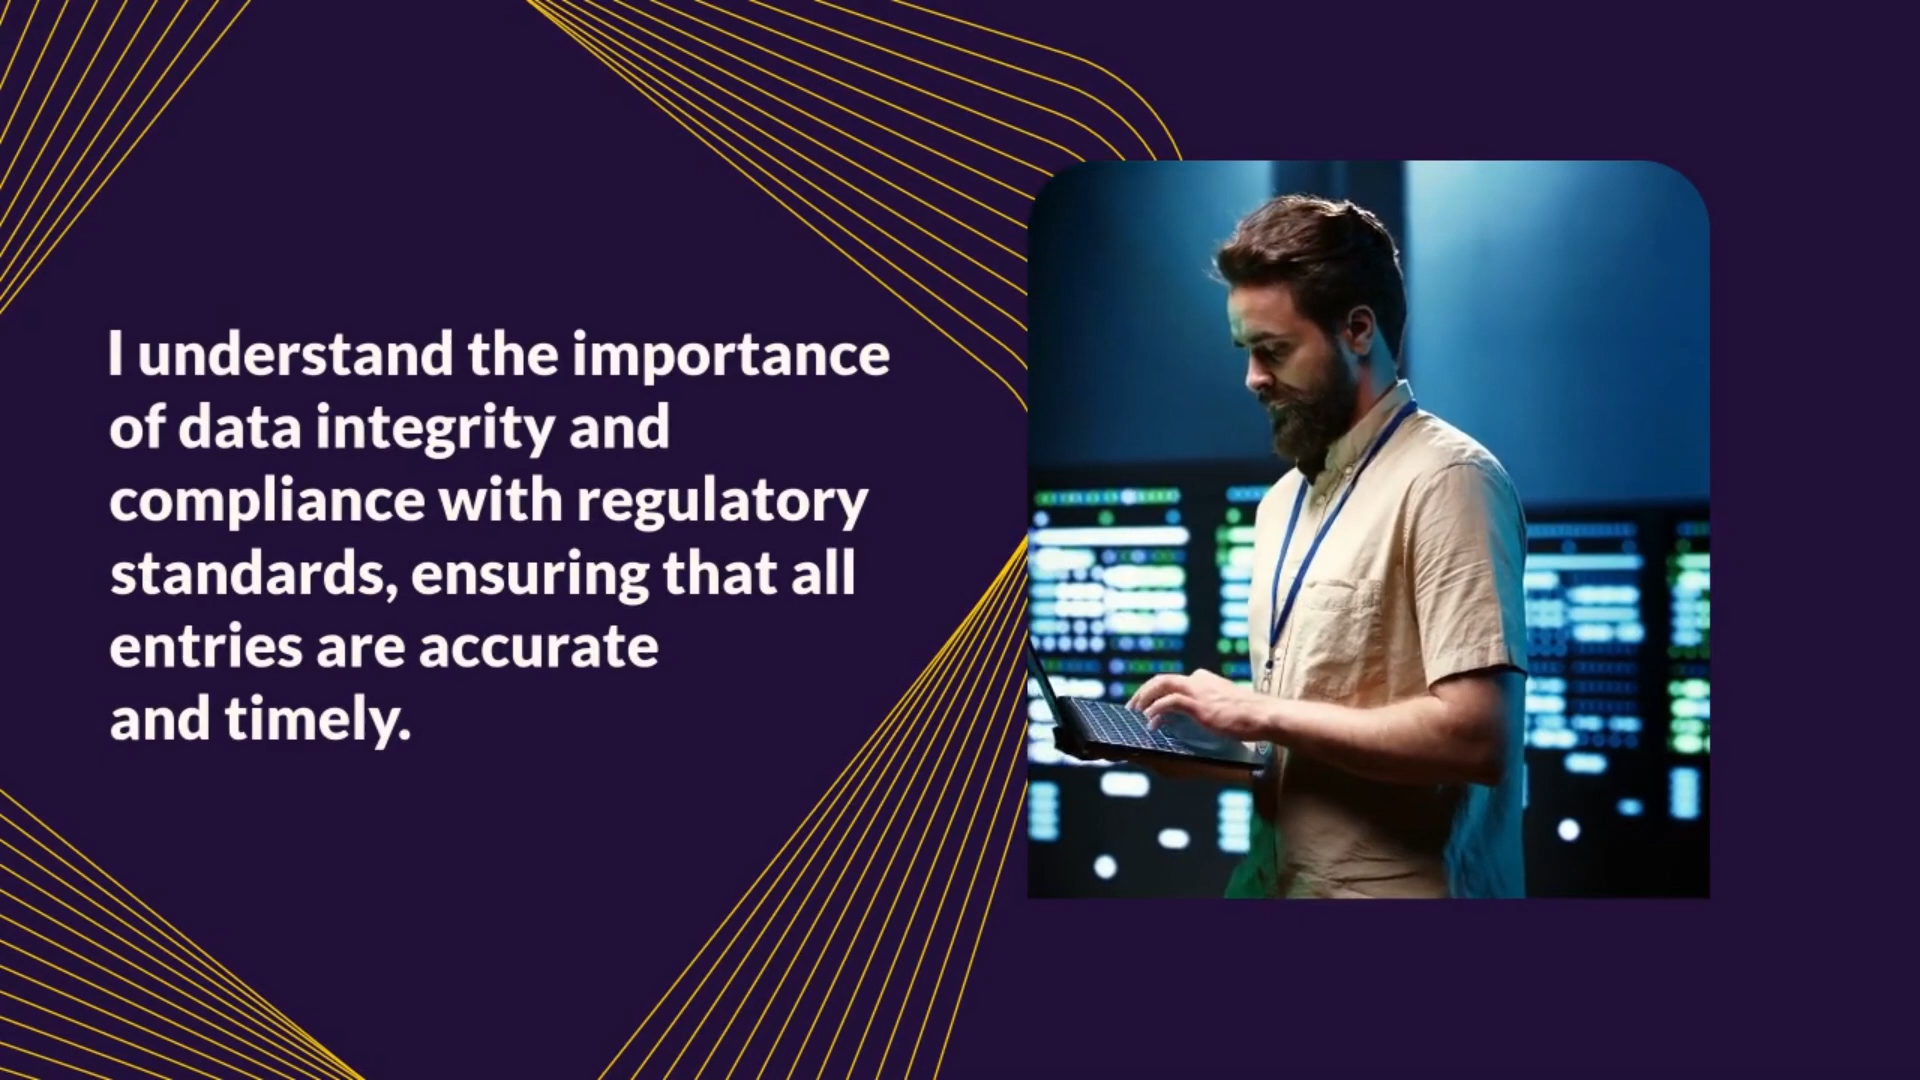 I understand the importance
of data integrity and
compliance with regulatory
standards, ensuring that all
entries are accurate
and timely.